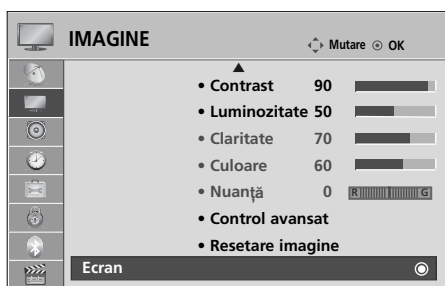 IMAGINE
Mutare OK
• Contrast 90
• Luminozitate 50
• Claritate 70
• Culoare 60
• Nuanţă 0 R G
• Control avansat
• Resetare imagine
Ecran